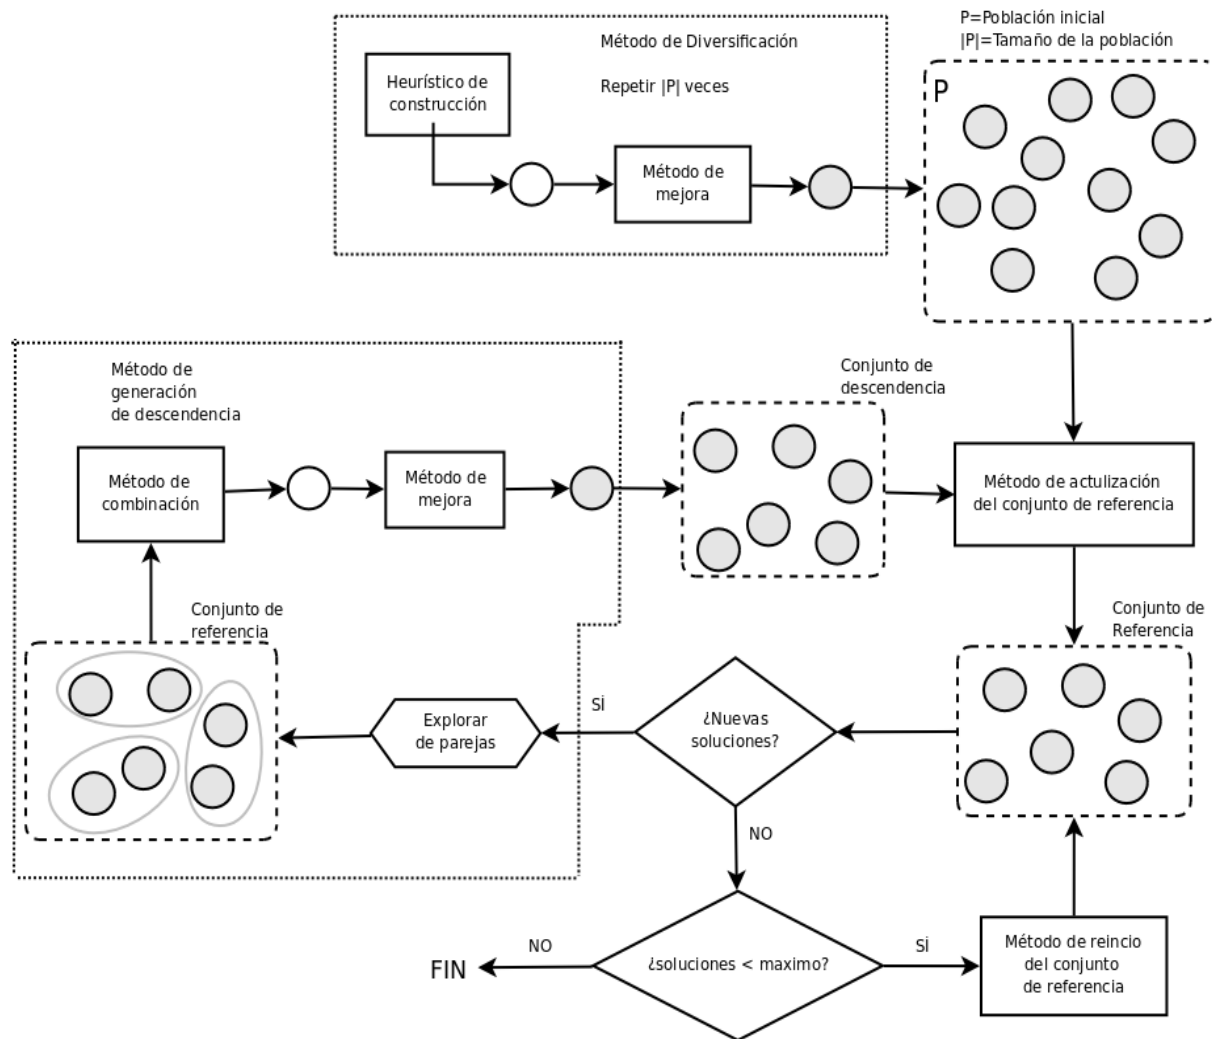 P=Población inicial
|P|=Tamaño de la población
Método de Diversificación
Heurístico de
construcción
Repetir |P| veces
P
Método de
mejora
Método de
generación
de descendencia
Conjunto de
descendencia
Método de
combinación
Método de
mejora
Método de actulización
del conjunto de referencia
Conjunto de
referencia
Conjunto de
Referencia
SÍ
Explorar
de parejas
¿Nuevas
soluciones?
NO
NO
SÍ
FIN
¿soluciones < maximo?
Método de reincio
del conjunto
de referencia